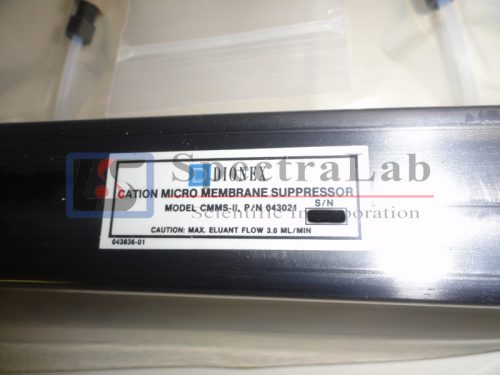 DIONEX
CATION MICRO MEMBRANE SUPPRESSOR
MODEL CMMS-II, P/N 043021
S/N
CAUTION: MAX. ELUANT FLOW 3.0 ML/MIN
043836-01
SpectraLab
Scientific Incorporation